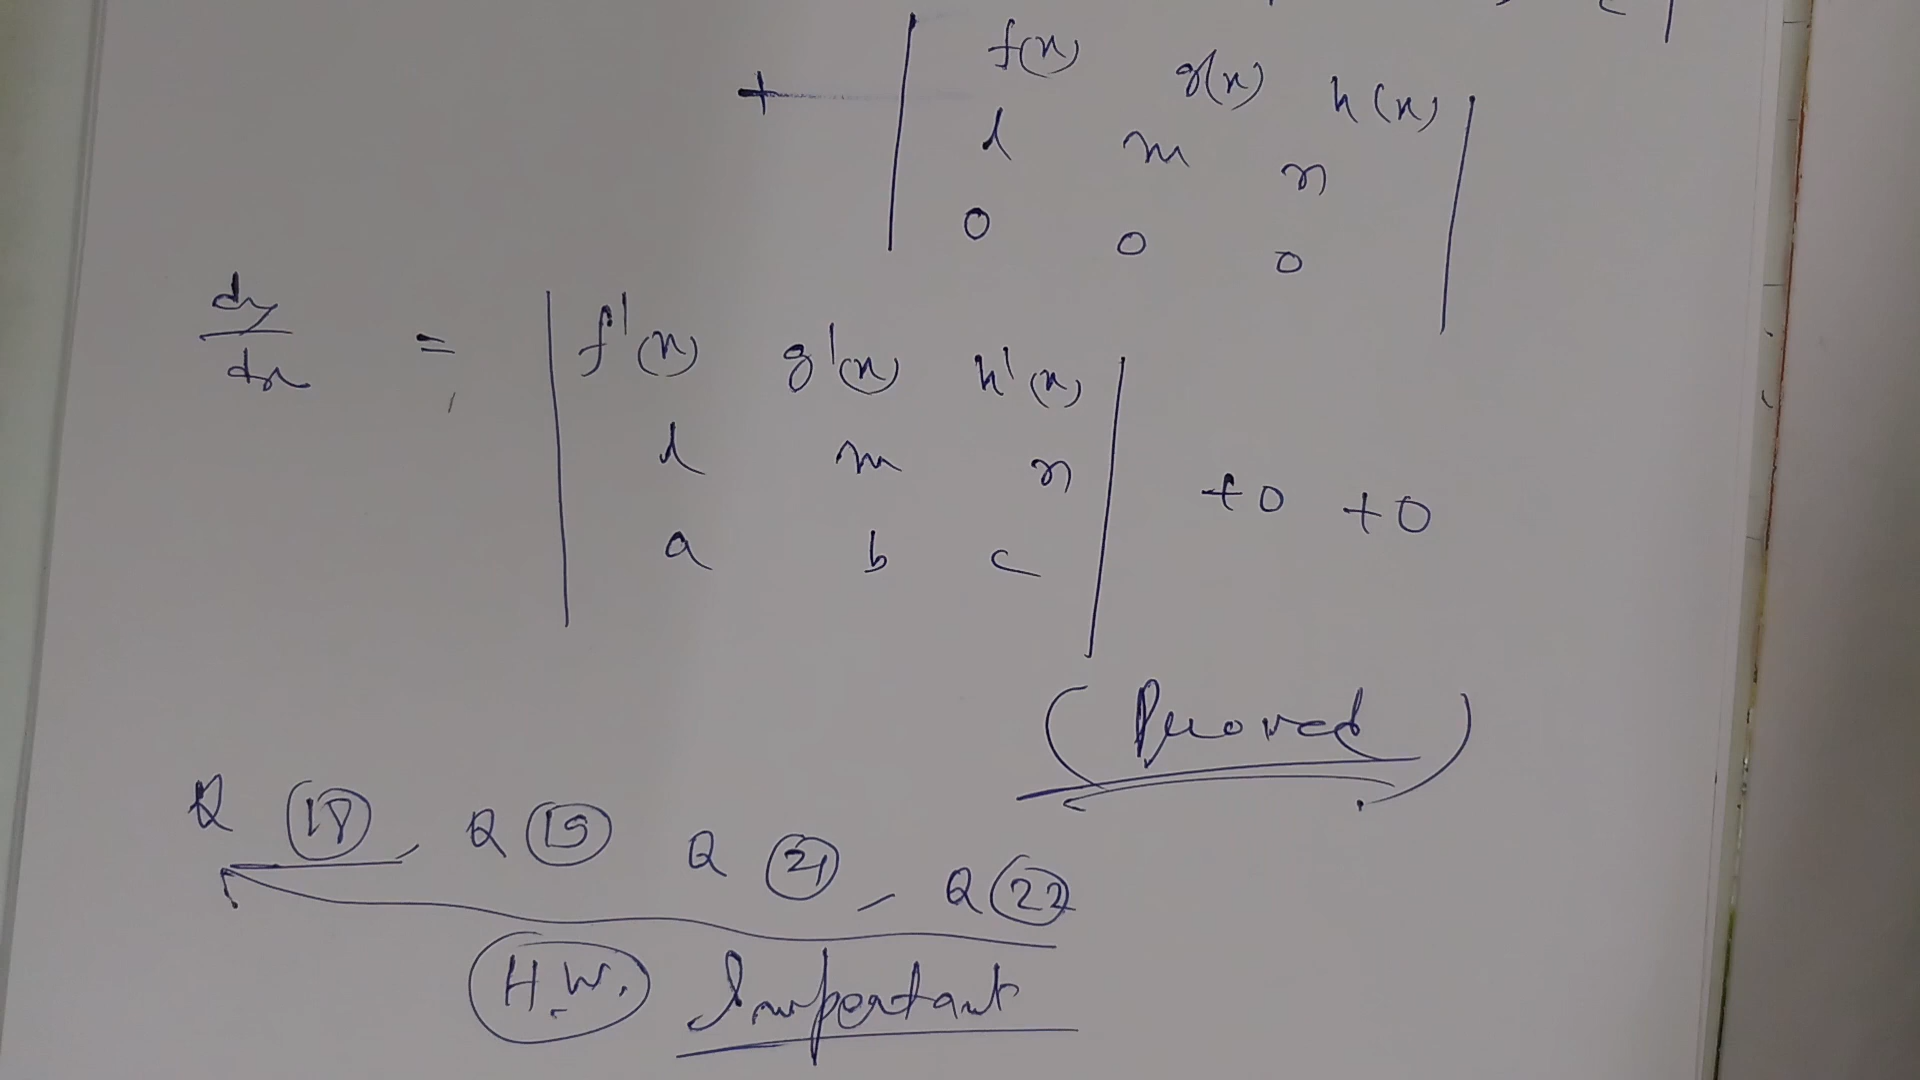 + | f(x) g(x) h(x) |
| l m n |
| 0 0 0 |
dy/dx = | f'(x) g'(x) h'(x) |
| l m n | +0 +0
| a b c |
(Proved)
Q 18, Q 19 Q 21, Q 22
H.W. Important